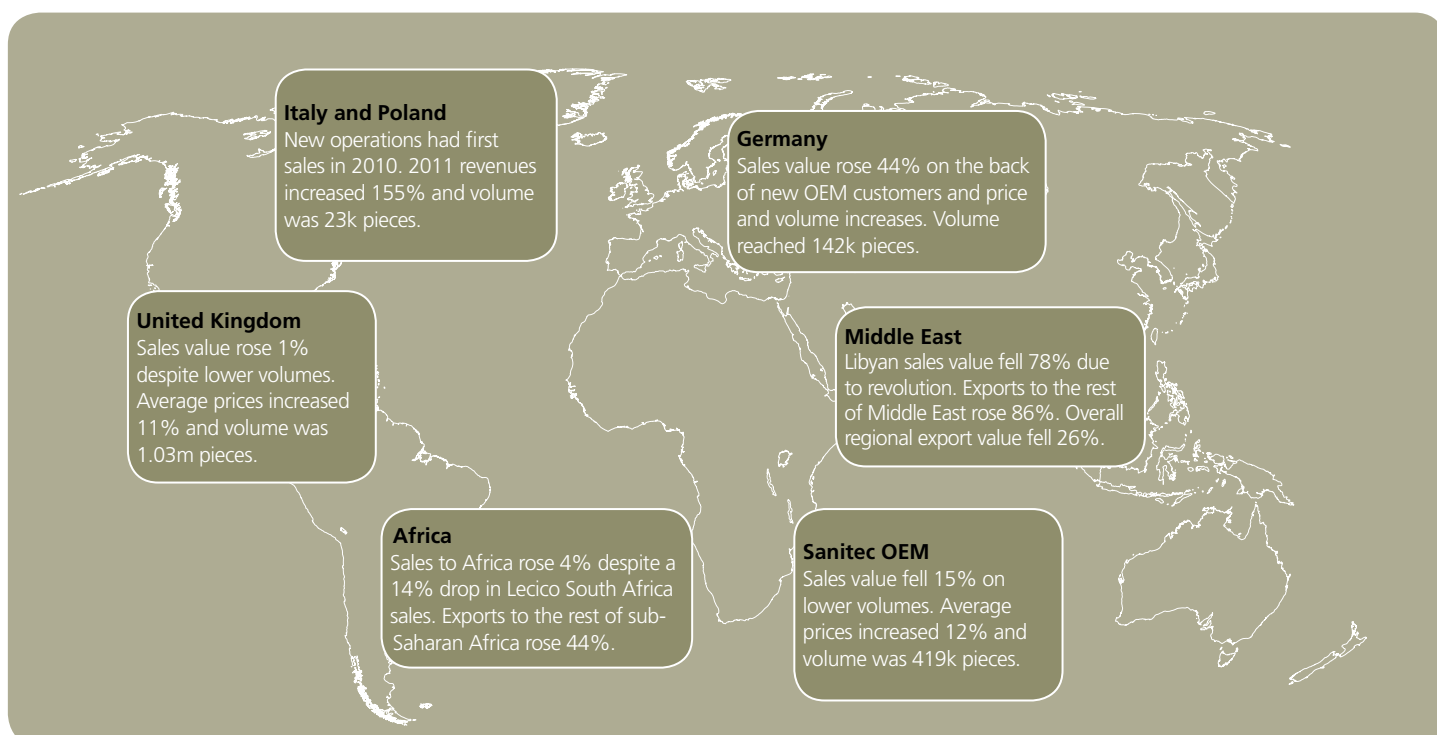 Italy and Poland
New operations had first
sales in 2010. 2011 revenues
increased 155% and volume
was 23k pieces.
Germany
Sales value rose 44% on the back
of new OEM customers and price
and volume increases. Volume
reached 142k pieces.
United Kingdom
Sales value rose 1%
despite lower volumes.
Average prices increased
11% and volume was
1.03m pieces.
Middle East
Libyan sales value fell 78% due
to revolution. Exports to the rest
of Middle East rose 86%. Overall
regional export value fell 26%.
Africa
Sales to Africa rose 4% despite a
14% drop in Lecico South Africa
sales. Exports to the rest of sub-
Saharan Africa rose 44%.
Sanitec OEM
Sales value fell 15% on
lower volumes. Average
prices increased 12% and
volume was 419k pieces.